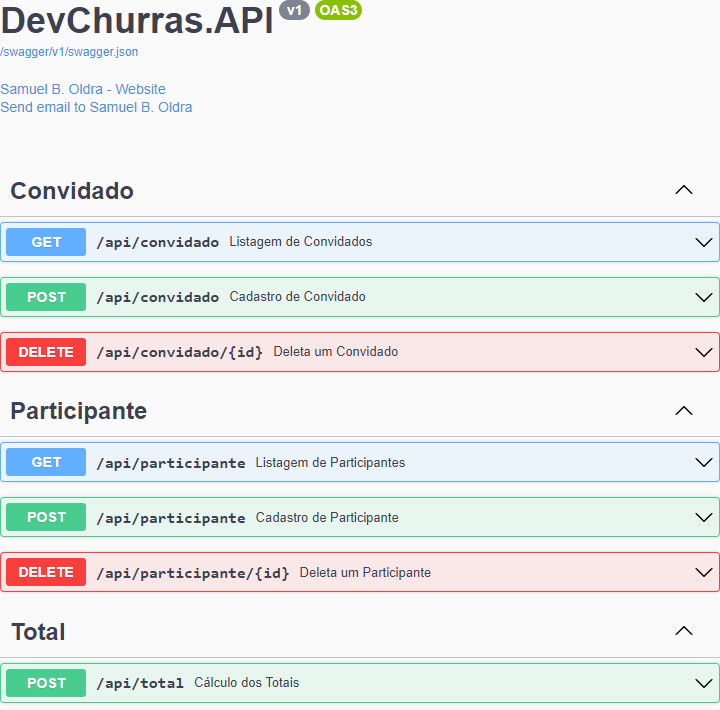 DevChurras.API v1 OAS3
/swagger/v1/swagger.json
Samuel B. Oldra - Website
Send email to Samuel B. Oldra
Convidado
GET /api/convidado Listagem de Convidados
POST /api/convidado Cadastro de Convidado
DELETE /api/convidado/{id} Deleta um Convidado
Participante
GET /api/participante Listagem de Participantes
POST /api/participante Cadastro de Participante
DELETE /api/participante/{id} Deleta um Participante
Total
POST /api/total Cálculo dos Totais